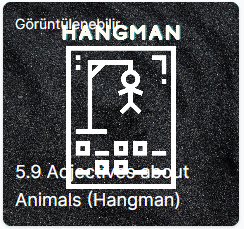 Görüntülenebilir
HANGMAN
5.9 Adjectives about
Animals (Hangman)